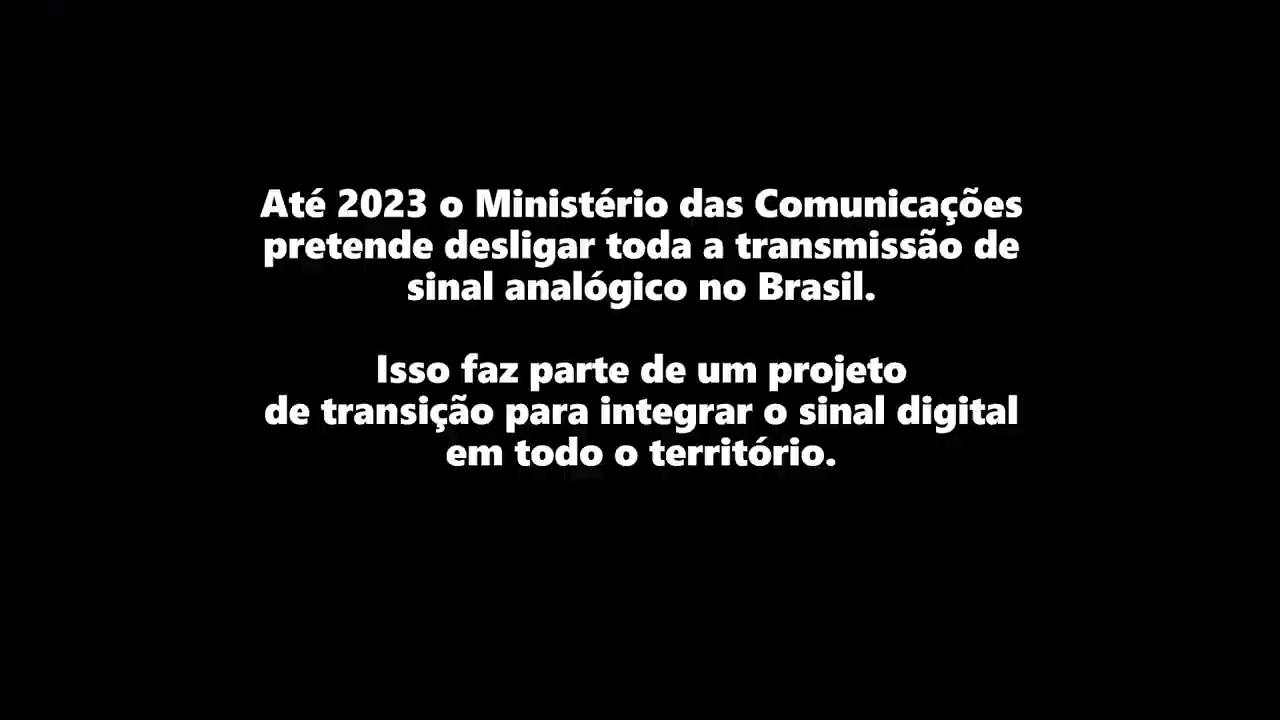 Até 2023 o Ministério das Comunicações
pretende desligar toda a transmissão de
sinal analógico no Brasil.
Isso faz parte de um projeto
de transição para integrar o sinal digital
em todo o território.